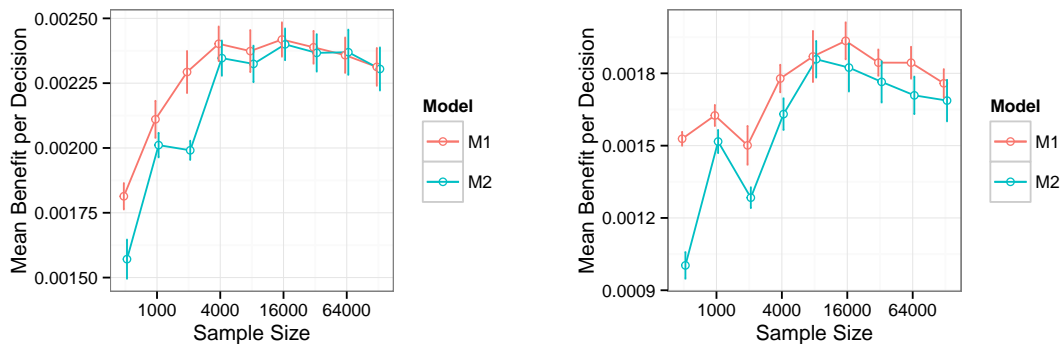 Mean Benefit per Decision
0.00250
0.00225
0.00200
0.00175
0.00150
1000
4000
16000
64000
Sample Size
Model
M1
M2
Mean Benefit per Decision
0.0018
0.0015
0.0012
0.0009
1000
4000
16000
64000
Sample Size
Model
M1
M2